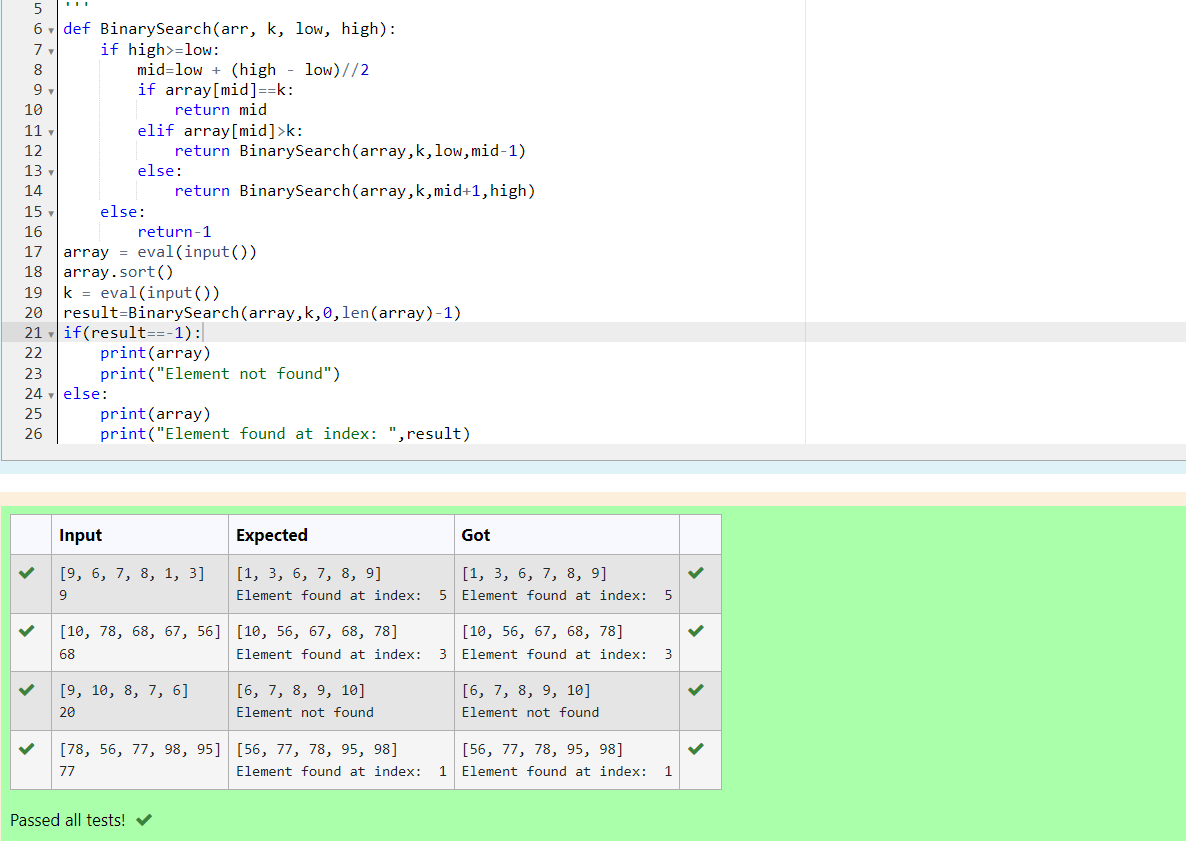 5 '''
6 def BinarySearch(arr, k, low, high):
7     if high>=low:
8         mid=low + (high - low)//2
9         if array[mid]==k:
10             return mid
11         elif array[mid]>k:
12             return BinarySearch(array,k,low,mid-1)
13         else:
14             return BinarySearch(array,k,mid+1,high)
15     else:
16         return-1
17 array = eval(input())
18 array.sort()
19 k = eval(input())
20 result=BinarySearch(array,k,0,len(array)-1)
21 if(result==-1):
22     print(array)
23     print("Element not found")
24 else:
25     print(array)
26     print("Element found at index: ",result)
Input Expected Got
[9, 6, 7, 8, 1, 3] [1, 3, 6, 7, 8, 9] [1, 3, 6, 7, 8, 9]
9 Element found at index:  5 Element found at index:  5
[10, 78, 68, 67, 56] [10, 56, 67, 68, 78] [10, 56, 67, 68, 78]
68 Element found at index:  3 Element found at index:  3
[9, 10, 8, 7, 6] [6, 7, 8, 9, 10] [6, 7, 8, 9, 10]
20 Element not found Element not found
[78, 56, 77, 98, 95] [56, 77, 78, 95, 98] [56, 77, 78, 95, 98]
77 Element found at index:  1 Element found at index:  1
Passed all tests!